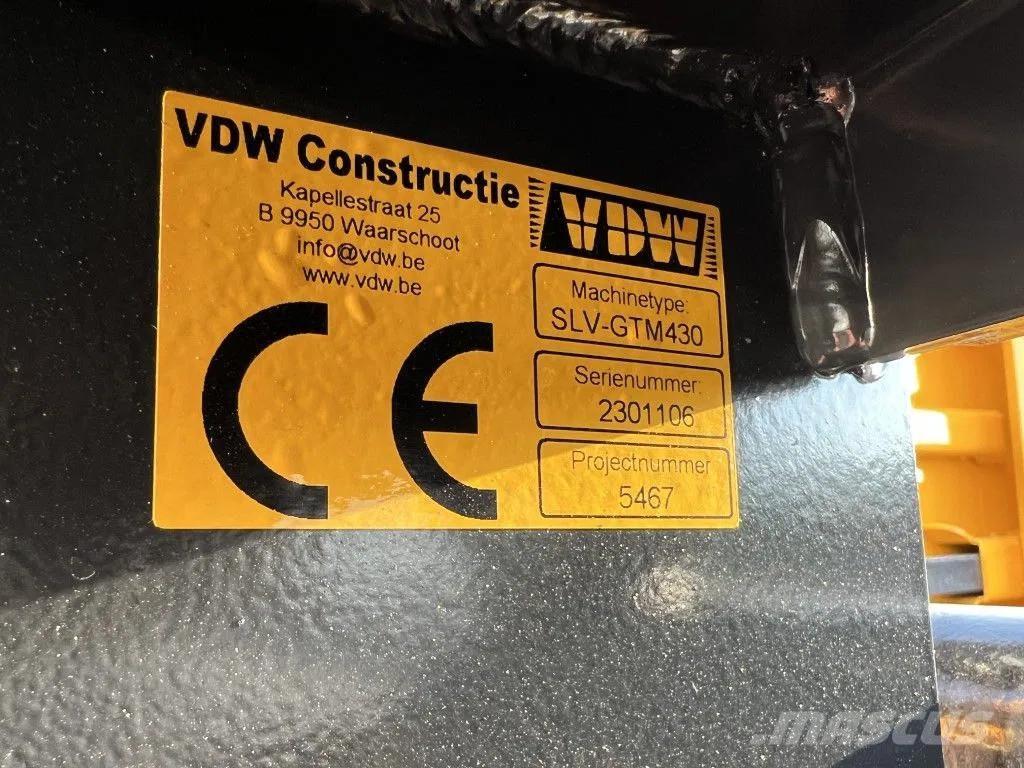 VDW Constructie
Kapellestraat 25
B 9950 Waarschoot
info@vdw.be
www.vdw.be
CE
VDW
Machinetype:
SLV-GTM430
Serienummer:
2301106
Projectnummer
5467
MASCUS